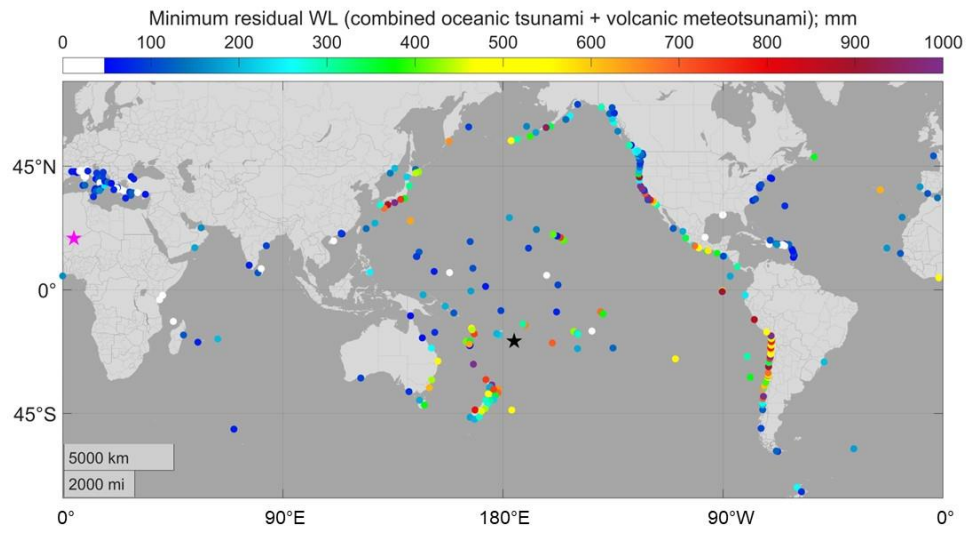 Minimum residual WL (combined oceanic tsunami + volcanic meteotsunami); mm
0 100 200 300 400 500 600 700 800 900 1000
45°N
0°
45°S
5000 km
2000 mi
0° 90°E 180°E 90°W 0°